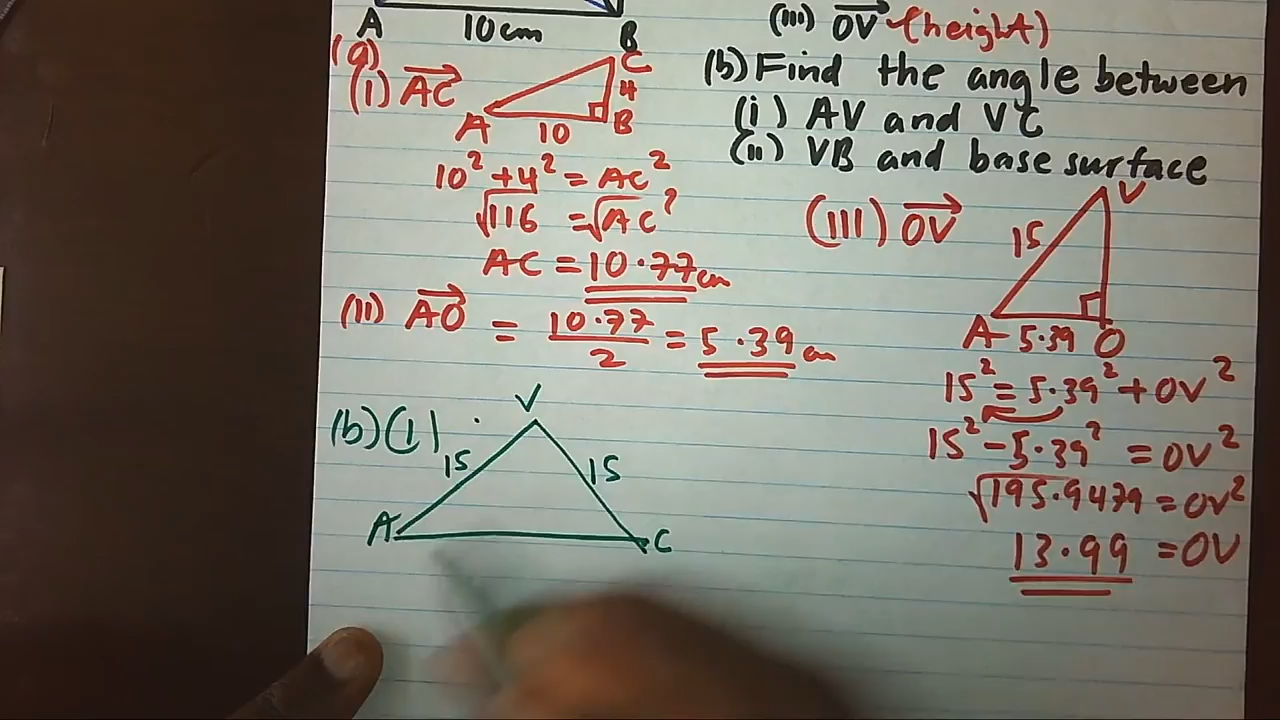 A 10cm B
(iii) OV (height)
(b) Find the angle between
(i) AV and VC
(ii) VB and base surface
(a)
(i) AC
C
4
A 10 B
10² + 4² = AC²
√116 = √AC²
AC = 10.77cm
(ii) AO = 10.77/2 = 5.39cm
(iii) OV
V
15
A 5.39 O
15² = 5.39² + OV²
15² - 5.39² = OV²
√195.9479 = OV²
13.99 = OV
(b)(i)
V
15 15
A C